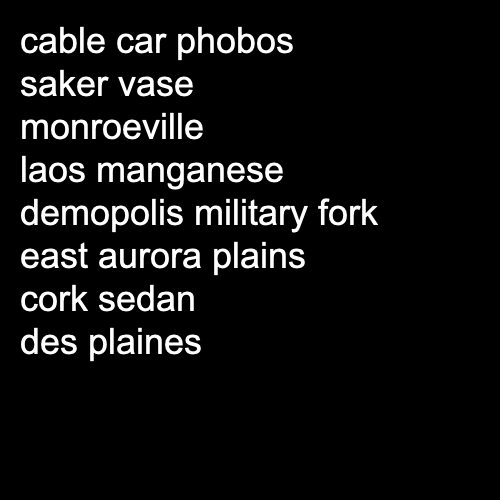 cable car phobos
saker vase
monroeville
laos manganese
demopolis military fork
east aurora plains
cork sedan
des plaines